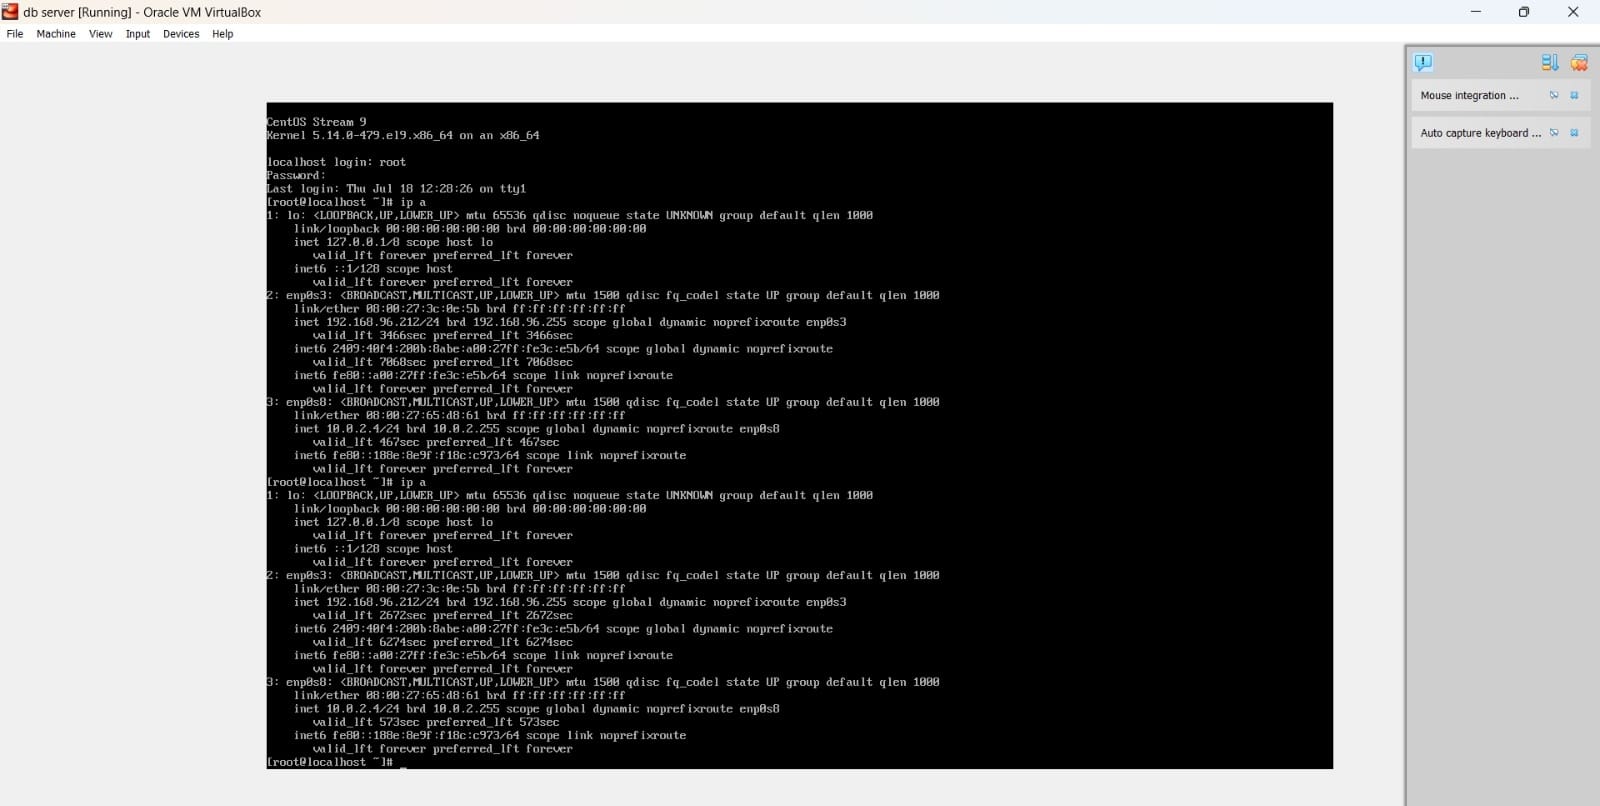 db server [Running] - Oracle VM VirtualBox
File Machine View Input Devices Help
Mouse integration ...
Auto capture keyboard ...
CentOS Stream 9
Kernel 5.14.0-479.el9.x86_64 on an x86_64
localhost login: root
Password:
Last login: Thu Jul 18 12:28:26 on tty1
[root@localhost ~]# ip a
1: lo: <LOOPBACK,UP,LOWER_UP> mtu 65536 qdisc noqueue state UNKNOWN group default qlen 1000
link/loopback 00:00:00:00:00:00 brd 00:00:00:00:00:00
inet 127.0.0.1/8 scope host lo
valid_lft forever preferred_lft forever
inet6 ::1/128 scope host
valid_lft forever preferred_lft forever
2: enp0s3: <BROADCAST,MULTICAST,UP,LOWER_UP> mtu 1500 qdisc fq_codel state UP group default qlen 1000
link/ether 08:00:27:3c:0e:5b brd ff:ff:ff:ff:ff:ff
inet 192.168.96.212/24 brd 192.168.96.255 scope global dynamic noprefixroute enp0s3
valid_lft 3466sec preferred_lft 3466sec
inet6 2409:40f4:200b:8abe:a00:27ff:fe3c:e5b/64 scope global dynamic noprefixroute
valid_lft 7068sec preferred_lft 7068sec
inet6 fe80::a00:27ff:fe3c:e5b/64 scope link noprefixroute
valid_lft forever preferred_lft forever
3: enp0s8: <BROADCAST,MULTICAST,UP,LOWER_UP> mtu 1500 qdisc fq_codel state UP group default qlen 1000
link/ether 08:00:27:65:d8:61 brd ff:ff:ff:ff:ff:ff
inet 10.0.2.4/24 brd 10.0.2.255 scope global dynamic noprefixroute enp0s8
valid_lft 467sec preferred_lft 467sec
inet6 fe80::188e:8e9f:f18c:c973/64 scope link noprefixroute
valid_lft forever preferred_lft forever
[root@localhost ~]# ip a
1: lo: <LOOPBACK,UP,LOWER_UP> mtu 65536 qdisc noqueue state UNKNOWN group default qlen 1000
link/loopback 00:00:00:00:00:00 brd 00:00:00:00:00:00
inet 127.0.0.1/8 scope host lo
valid_lft forever preferred_lft forever
inet6 ::1/128 scope host
valid_lft forever preferred_lft forever
2: enp0s3: <BROADCAST,MULTICAST,UP,LOWER_UP> mtu 1500 qdisc fq_codel state UP group default qlen 1000
link/ether 08:00:27:3c:0e:5b brd ff:ff:ff:ff:ff:ff
inet 192.168.96.212/24 brd 192.168.96.255 scope global dynamic noprefixroute enp0s3
valid_lft 2672sec preferred_lft 2672sec
inet6 2409:40f4:200b:8abe:a00:27ff:fe3c:e5b/64 scope global dynamic noprefixroute
valid_lft 6274sec preferred_lft 6274sec
inet6 fe80::a00:27ff:fe3c:e5b/64 scope link noprefixroute
valid_lft forever preferred_lft forever
3: enp0s8: <BROADCAST,MULTICAST,UP,LOWER_UP> mtu 1500 qdisc fq_codel state UP group default qlen 1000
link/ether 08:00:27:65:d8:61 brd ff:ff:ff:ff:ff:ff
inet 10.0.2.4/24 brd 10.0.2.255 scope global dynamic noprefixroute enp0s8
valid_lft 573sec preferred_lft 573sec
inet6 fe80::188e:8e9f:f18c:c973/64 scope link noprefixroute
valid_lft forever preferred_lft forever
[root@localhost ~]# _